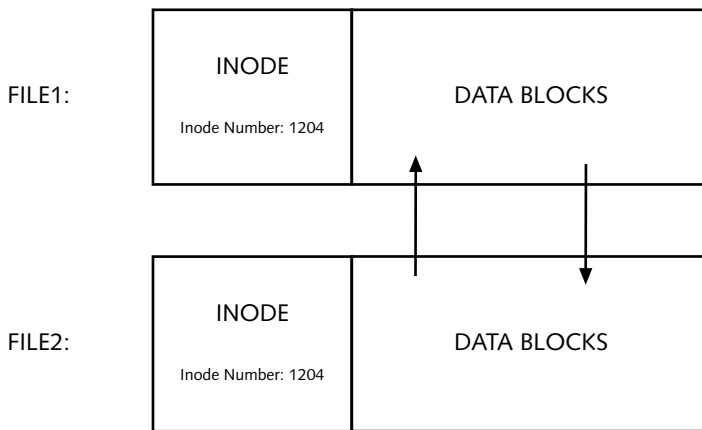 FILE1:
INODE
Inode Number: 1204
DATA BLOCKS
FILE2:
INODE
Inode Number: 1204
DATA BLOCKS